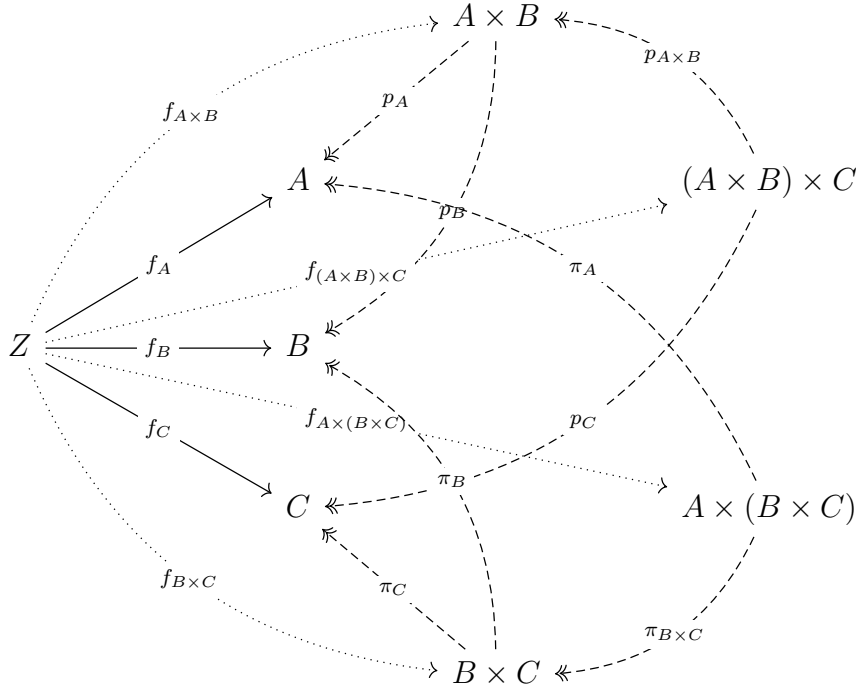 A × B
p_{A×B}
f_{A×B}
p_A
A
(A × B) × C
p_B
f_A
f_{(A×B)×C}
π_A
Z
f_B
B
f_C
f_{A×(B×C)}
p_C
π_B
C
A × (B × C)
f_{B×C}
π_C
π_{B×C}
B × C